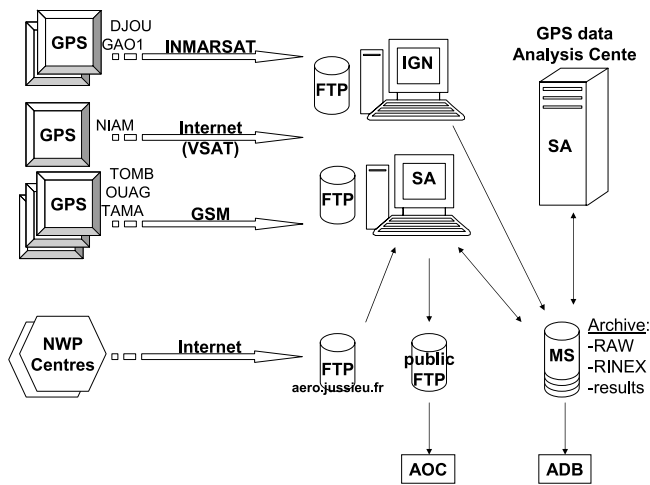 DJOU
GAO1
GPS
INMARSAT
IGN
FTP
GPS data
Analysis Cente
SA
NIAM
GPS
Internet
(VSAT)
TOMB
OUAG
TAMA
GPS
GSM
SA
FTP
NWP
Centres
Internet
FTP
aero.jussieu.fr
public
FTP
MS
Archive:
-RAW
-RINEX
-results
AOC
ADB